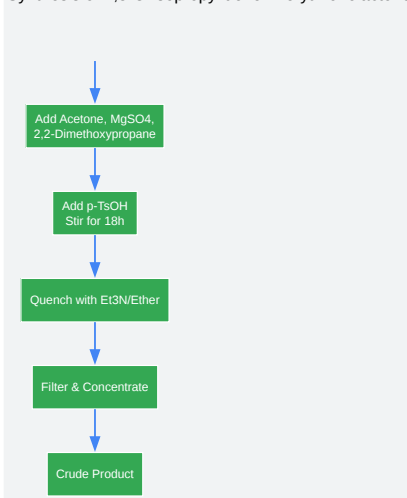 Add Acetone, MgSO4,
2,2-Dimethoxypropane
Add p-TsOH
Stir for 18h
Quench with Et3N/Ether
Filter & Concentrate
Crude Product